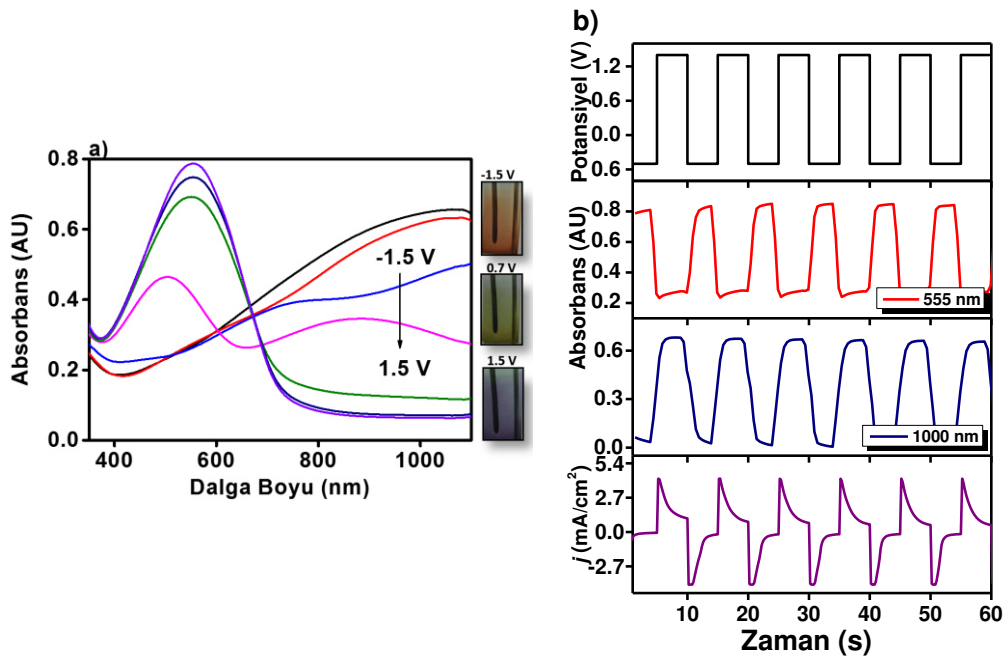 a)
Absorbans (AU)
0.8
0.6
0.4
0.2
0.0
400
600
800
1000
Dalga Boyu (nm)
-1.5 V
1.5 V
-1.5 V
0.7 V
1.5 V
b)
Potansiyel (V)
1.2
0.6
0.0
0.6
Absorbans (AU)
0.8
0.6
0.4
0.2
555 nm
Absorbans
0.6
0.3
0.0
1000 nm
j (mA/cm²)
5.4
2.7
0.0
-2.7
10
20
30
40
50
60
Zaman (s)